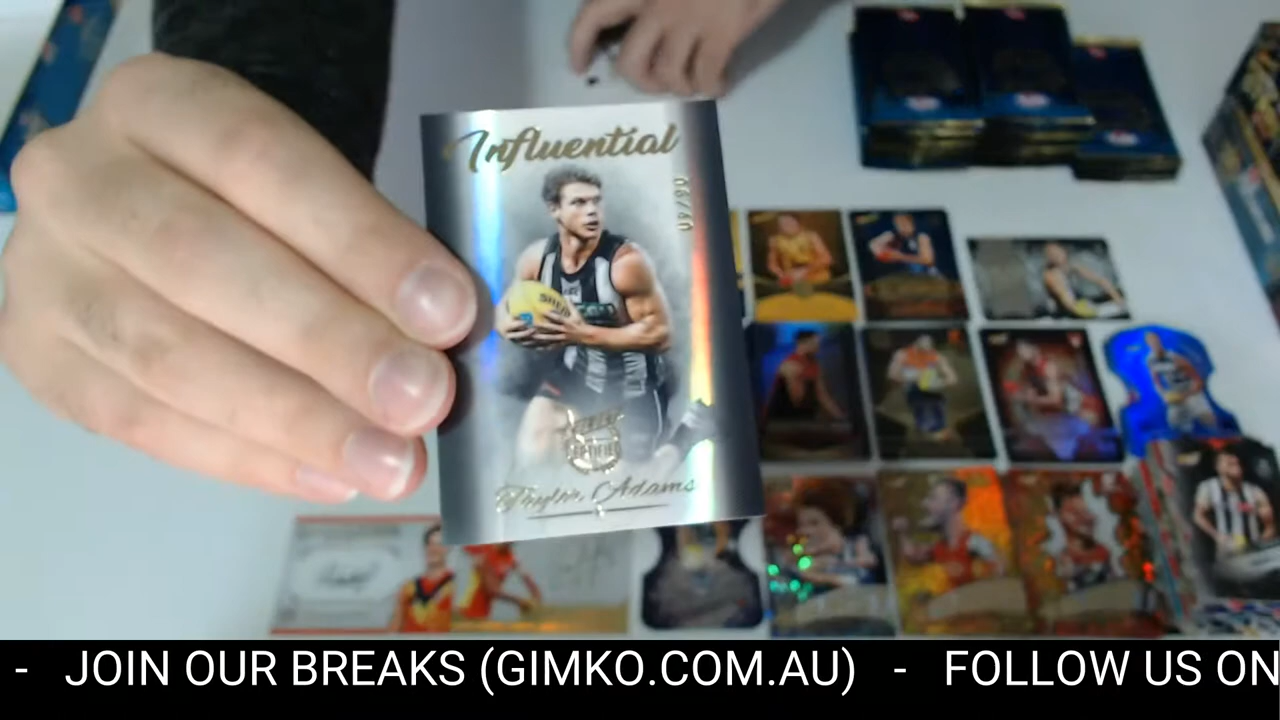 Influential
Taylor Adams
-   JOIN OUR BREAKS (GIMKO.COM.AU)   -   FOLLOW US ON